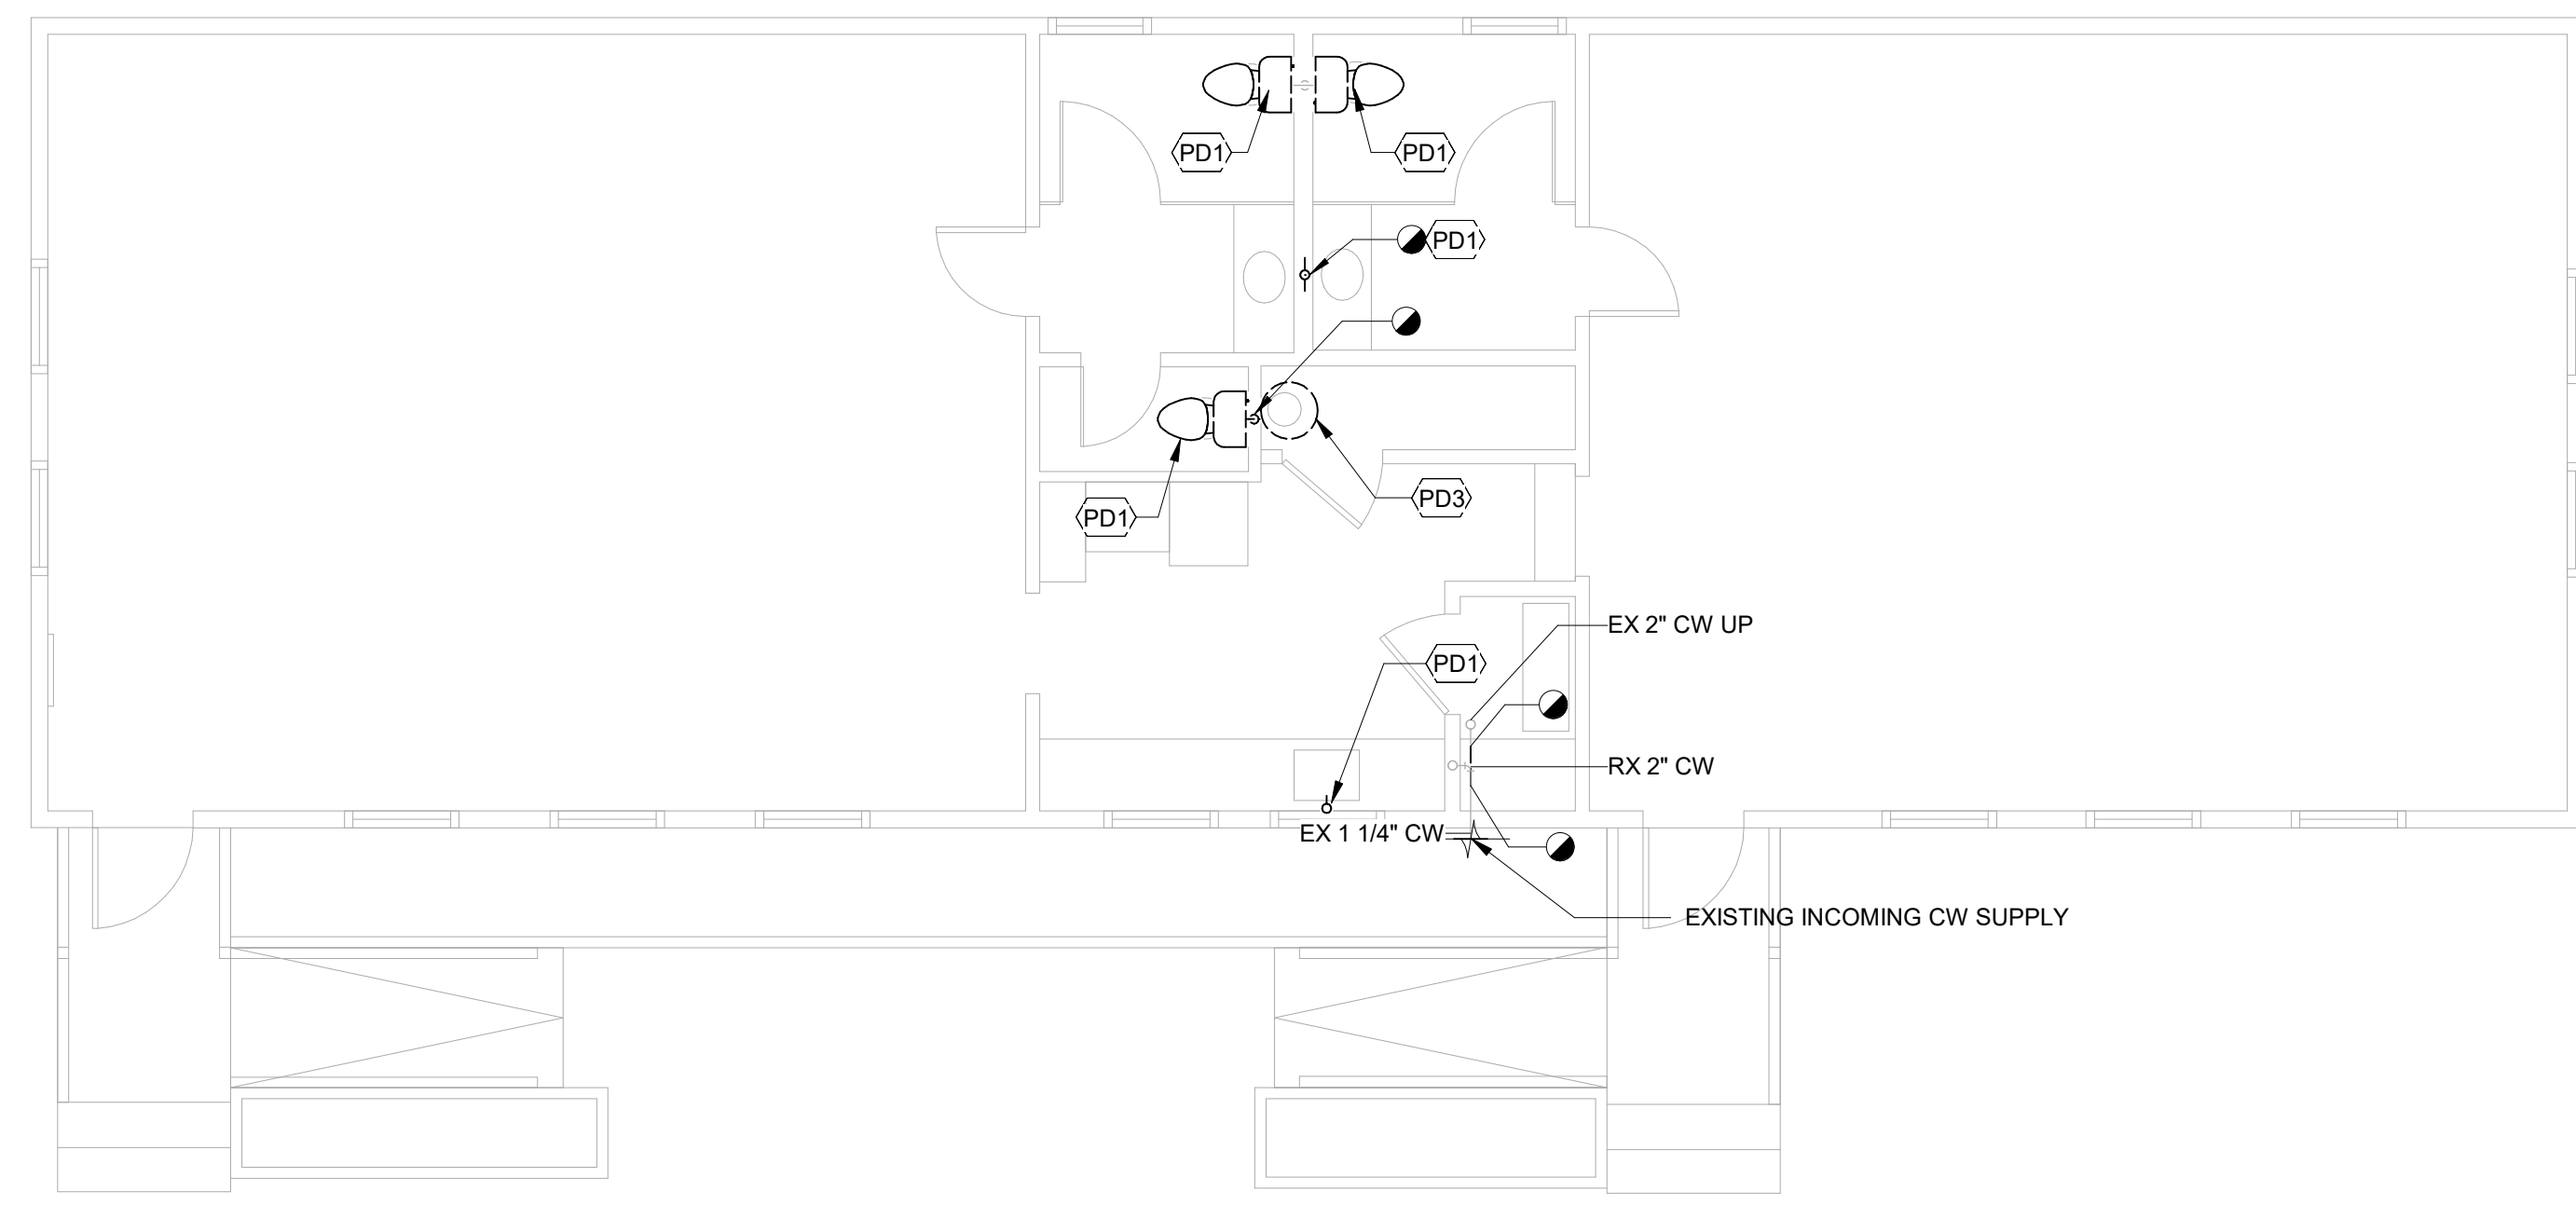 PD1
PD1
PD1
PD3
PD1
EX 2" CW UP
PD1
RX 2" CW
EX 1 1/4" CW
EXISTING INCOMING CW SUPPLY